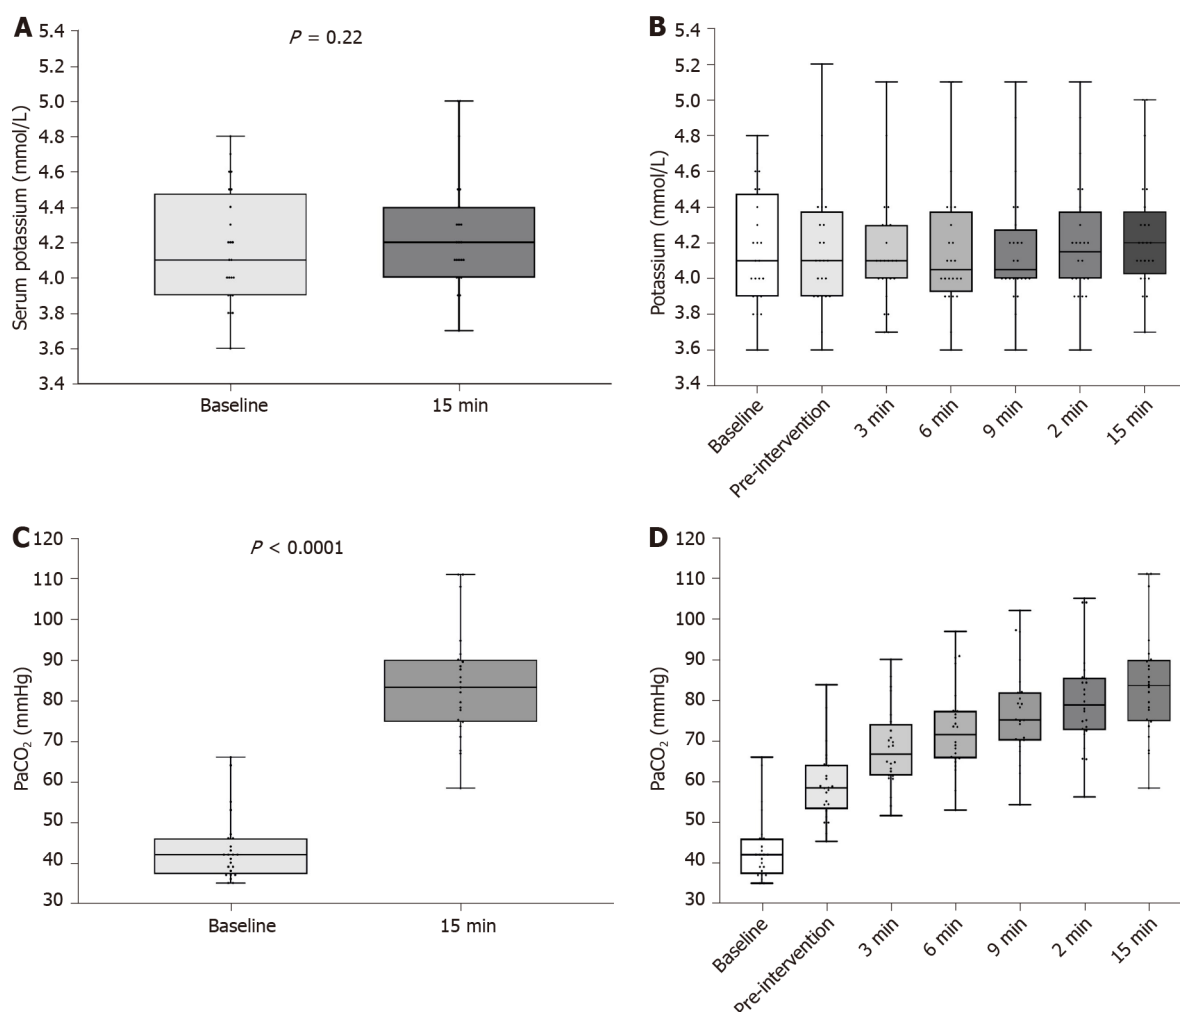 A
P = 0.22
Serum potassium (mmol/L)
5.4
5.2
5.0
4.8
4.6
4.4
4.2
4.0
3.8
3.6
3.4
Baseline
15 min
B
Potassium (mmol/L)
5.4
5.2
5.0
4.8
4.6
4.4
4.2
4.0
3.8
3.6
3.4
Baseline
Pre-intervention
3 min
6 min
9 min
2 min
15 min
C
P < 0.0001
PaCO₂ (mmHg)
120
110
100
90
80
70
60
50
40
30
Baseline
15 min
D
PaCO₂ (mmHg)
120
110
100
90
80
70
60
50
40
30
Baseline
Pre-intervention
3 min
6 min
9 min
2 min
15 min